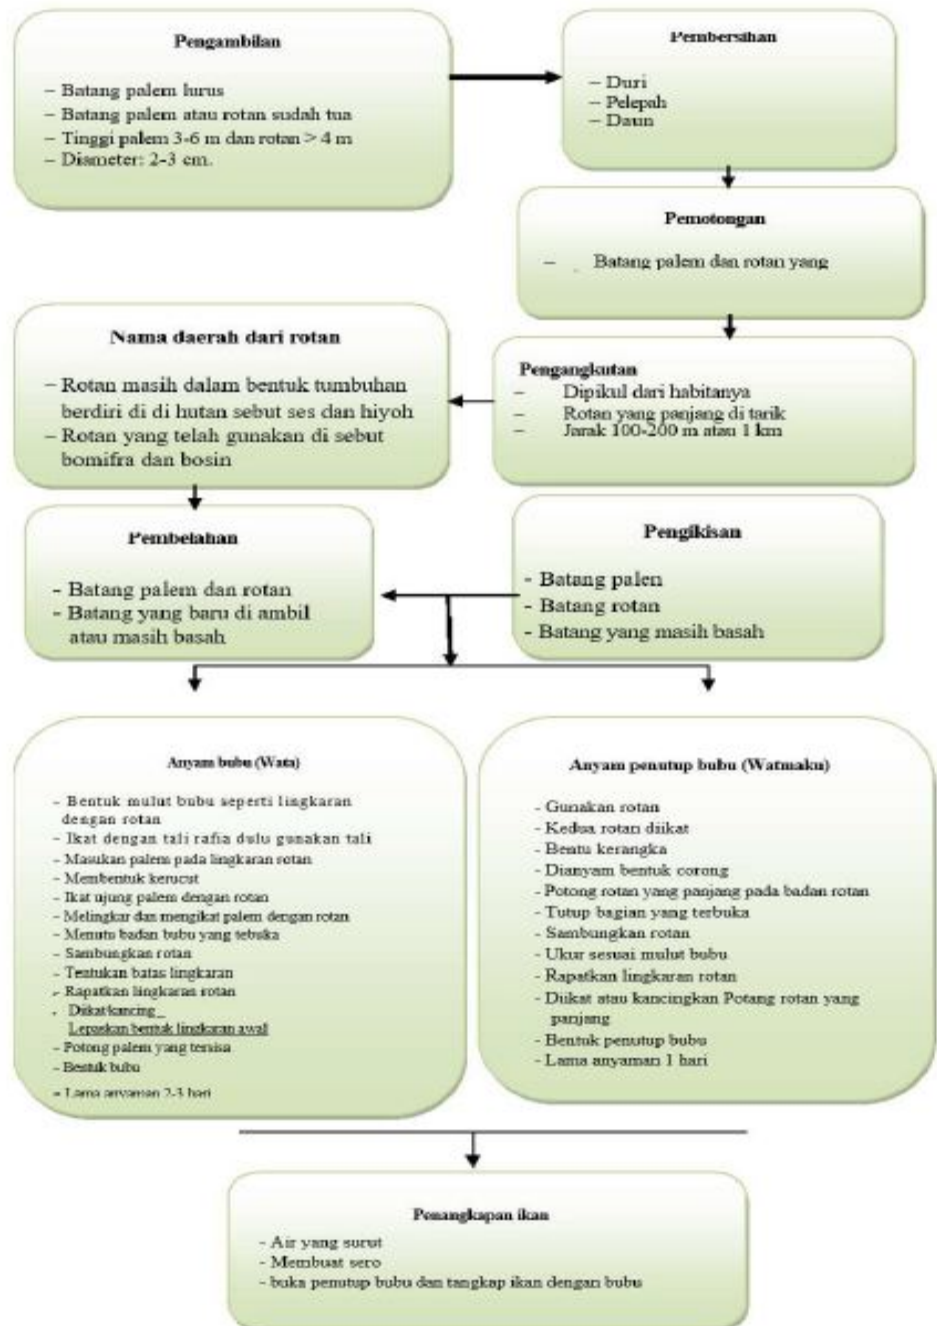 Pengambilan
– Batang palem lurus
– Batang palem atau rotan sudah tua
– Tinggi palem 3-6 m dan rotan > 4 m
– Diameter: 2-3 cm.
Pembersihan
– Duri
– Pelepah
– Daun
Pemotongan
– . Batang palem dan rotan yang
Pengangkutan
– Dipikul dari habitanya
– Rotan yang panjang di tarik
– Jarak 100-200 m atau 1 km
Nama daerah dari rotan
– Rotan masih dalam bentuk tumbuhan
berdiri di di hutan sebut ses dan hiyoh
– Rotan yang telah gunakan di sebut
bomifra dan bosin
Pembelahan
- Batang palem dan rotan
- Batang yang baru di ambil
atau masih basah
Pengikisan
- Batang palen
- Batang rotan
- Batang yang masih basah
Anyam bubu (Wata)
- Bentuk mulut bubu seperti lingkaran
dengan rotan
- Ikat dengan tali rafia dulu gunakan tali
- Masukan palem pada lingkaran rotan
- Membentuk kerucut
- Ikat ujung palem dengan rotan
- Melingkar dan mengikat palem dengan rotan
- Menutu badan bubu yang tebuka
- Sambungkan rotan
- Tentukan batas lingkaran
- Rapatkan lingkaran rotan
. Diikat/kancing_
Lepaskan bentuk lingkaran awal
- Potong palem yang tersisa
- Bentuk bubu
- Lama anyaman 2-3 hari
Anyam penutup bubu (Watmaku)
- Gunakan rotan
- Kedua rotan diikat
- Bentu kerangka
- Dianyam bentuk corong
- Potong rotan yang panjang pada badan rotan
- Tutup bagian yang terbuka
- Sambungkan rotan
- Ukur sesuai mulut bubu
- Rapatkan lingkaran rotan
- Diikat atau kancingkan Potang rotan yang
panjang
- Bentuk penutup bubu
- Lama anyaman 1 hari
Penangkapan ikan
- Air yang surut
- Membuat sero
- buka penutup bubu dan tangkap ikan dengan bubu